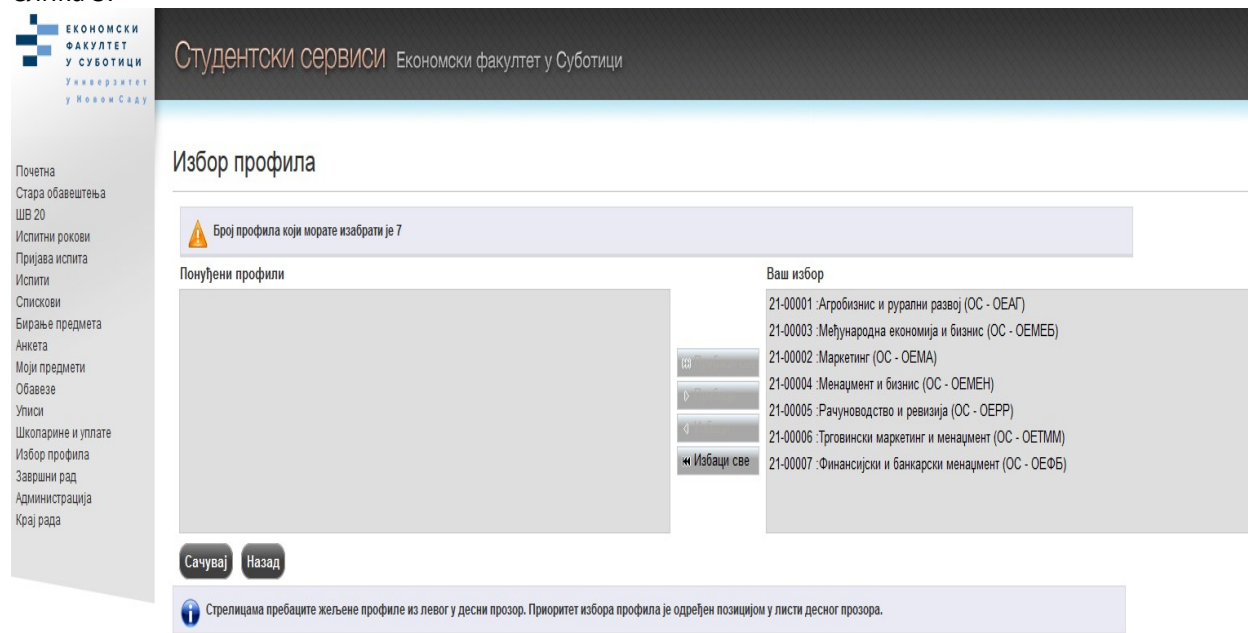 ЕКОНОМСКИ
ФАКУЛТЕТ
У СУБОТИЦИ
Универзитет
у Новом Саду
Студентски сервиси Економски факултет у Суботици
Почетна
Стара обавештења
ШВ 20
Испитни рокови
Пријава испита
Испити
Спискови
Бирање предмета
Анкета
Моји предмети
Обавезе
Уписи
Школарине и уплате
Избор профила
Завршни рад
Администрација
Крај рада
Избор профила
Број профила који морате изабрати је 7
Понуђени профили
Избаци све
Ваш избор
21-00001 :Агробизнис и рурални развој (ОС - ОЕАГ)
21-00003 :Међународна економија и бизнис (ОС - ОЕМЕБ)
21-00002 :Маркетинг (ОС - ОЕМА)
21-00004 :Менаџмент и бизнис (ОС - ОЕМЕН)
21-00005 :Рачуноводство и ревизија (ОС - ОЕРР)
21-00006 :Трговински маркетинг и менаџмент (ОС - ОЕТММ)
21-00007 :Финансијски и банкарски менаџмент (ОС - ОЕФБ)
Сачувај Назад
Стрелицама пребаците жељене профиле из левог у десни прозор. Приоритет избора профила је одређен позицијом у листи десног прозора.